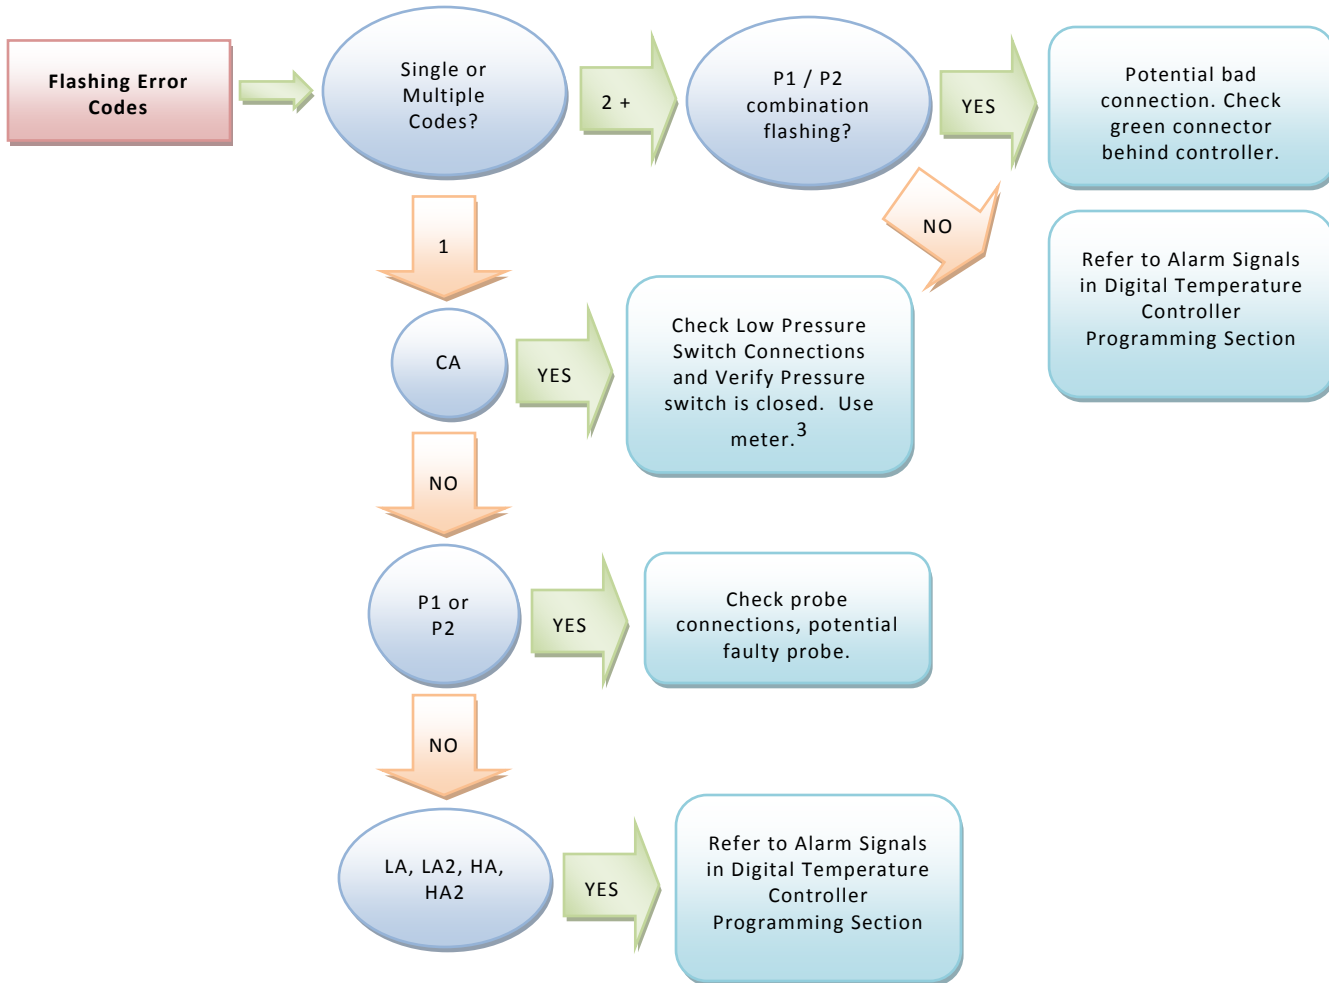 Flashing Error
Codes
Single or
Multiple
Codes?
2 +
P1 / P2
combination
flashing?
YES
Potential bad
connection. Check
green connector
behind controller.
NO
Refer to Alarm Signals
in Digital Temperature
Controller
Programming Section
1
CA
YES
Check Low Pressure
Switch Connections
and Verify Pressure
switch is closed.  Use
meter.3
NO
P1 or
P2
YES
Check probe
connections, potential
faulty probe.
NO
LA, LA2, HA,
HA2
YES
Refer to Alarm Signals
in Digital Temperature
Controller
Programming Section